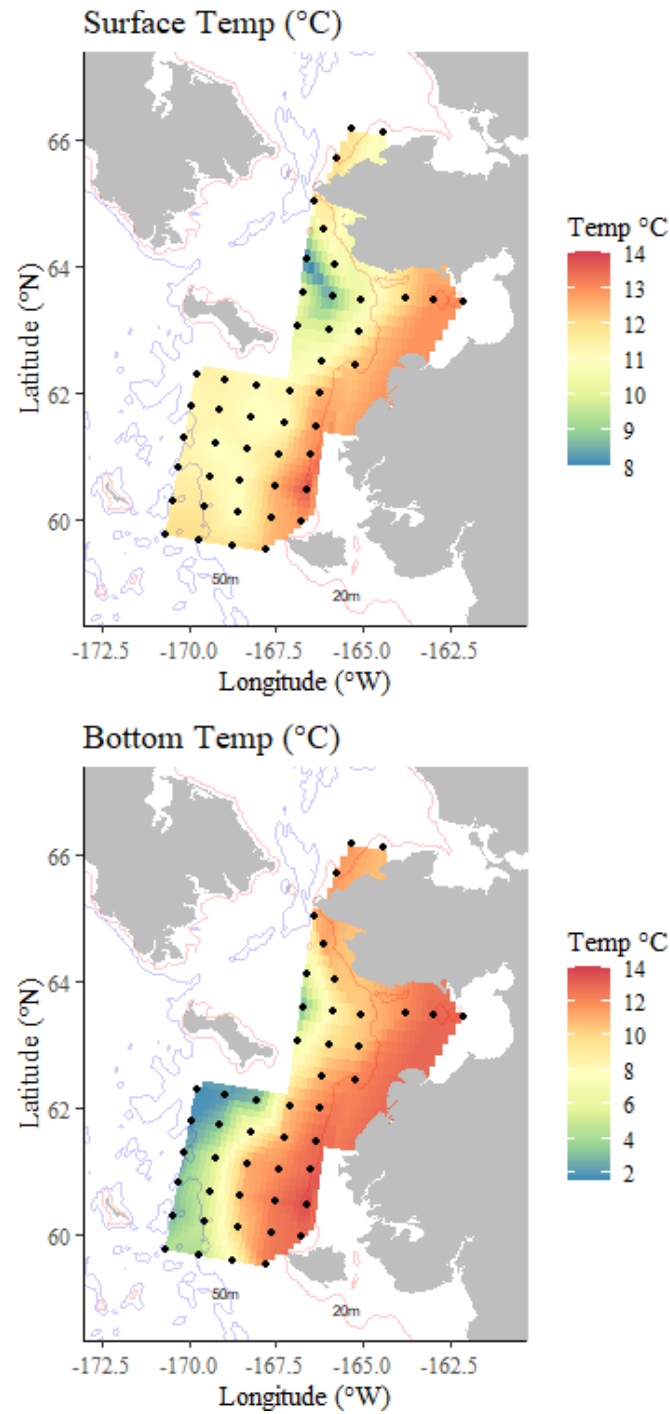 Surface Temp (°C)
66
64
62
60
Latitude (°N)
50m
20m
-172.5 -170.0 -167.5 -165.0 -162.5
Longitude (°W)
Temp °C
14
13
12
11
10
9
8
Bottom Temp (°C)
66
64
62
60
Latitude (°N)
50m
20m
-172.5 -170.0 -167.5 -165.0 -162.5
Longitude (°W)
Temp °C
14
12
10
8
6
4
2